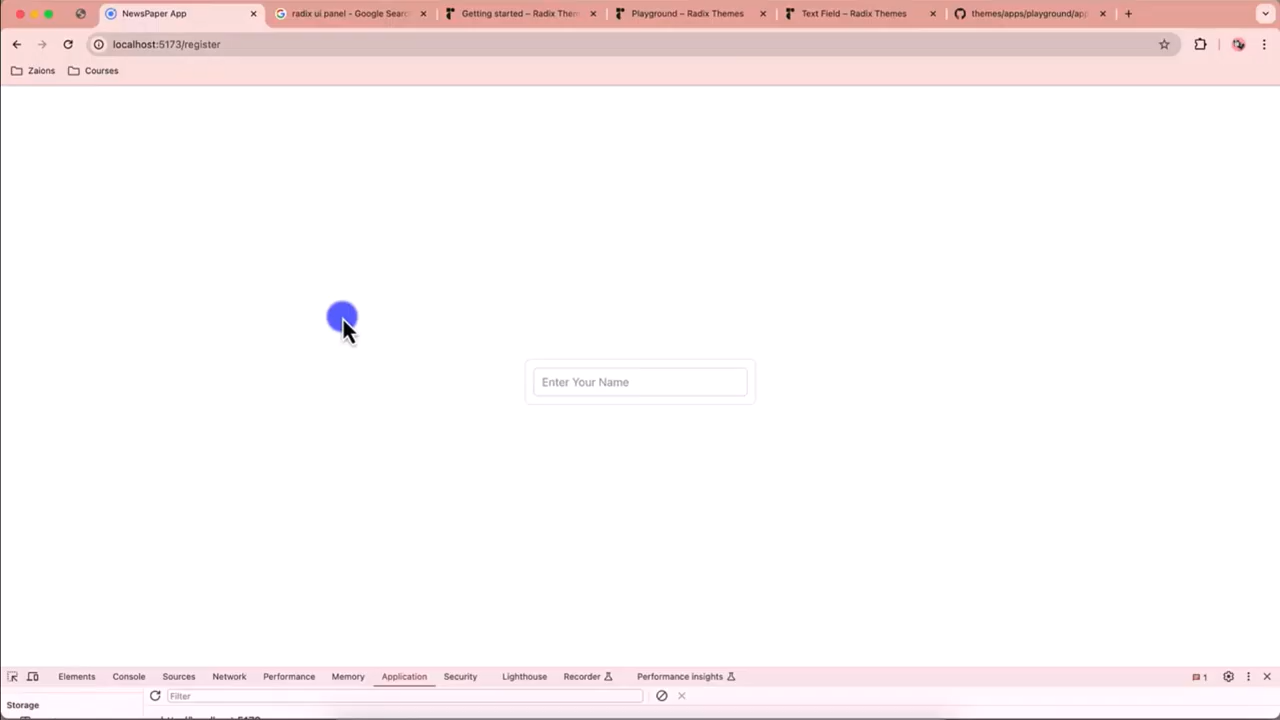 NewsPaper App
radix ui panel - Google Searc
Getting started – Radix Then
Playground – Radix Themes
Text Field – Radix Themes
themes/apps/playground/app
localhost:5173/register
Zaions
Courses
Enter Your Name
Elements Console Sources Network Performance Memory Application Security Lighthouse Recorder Performance insights 1
Filter
Storage